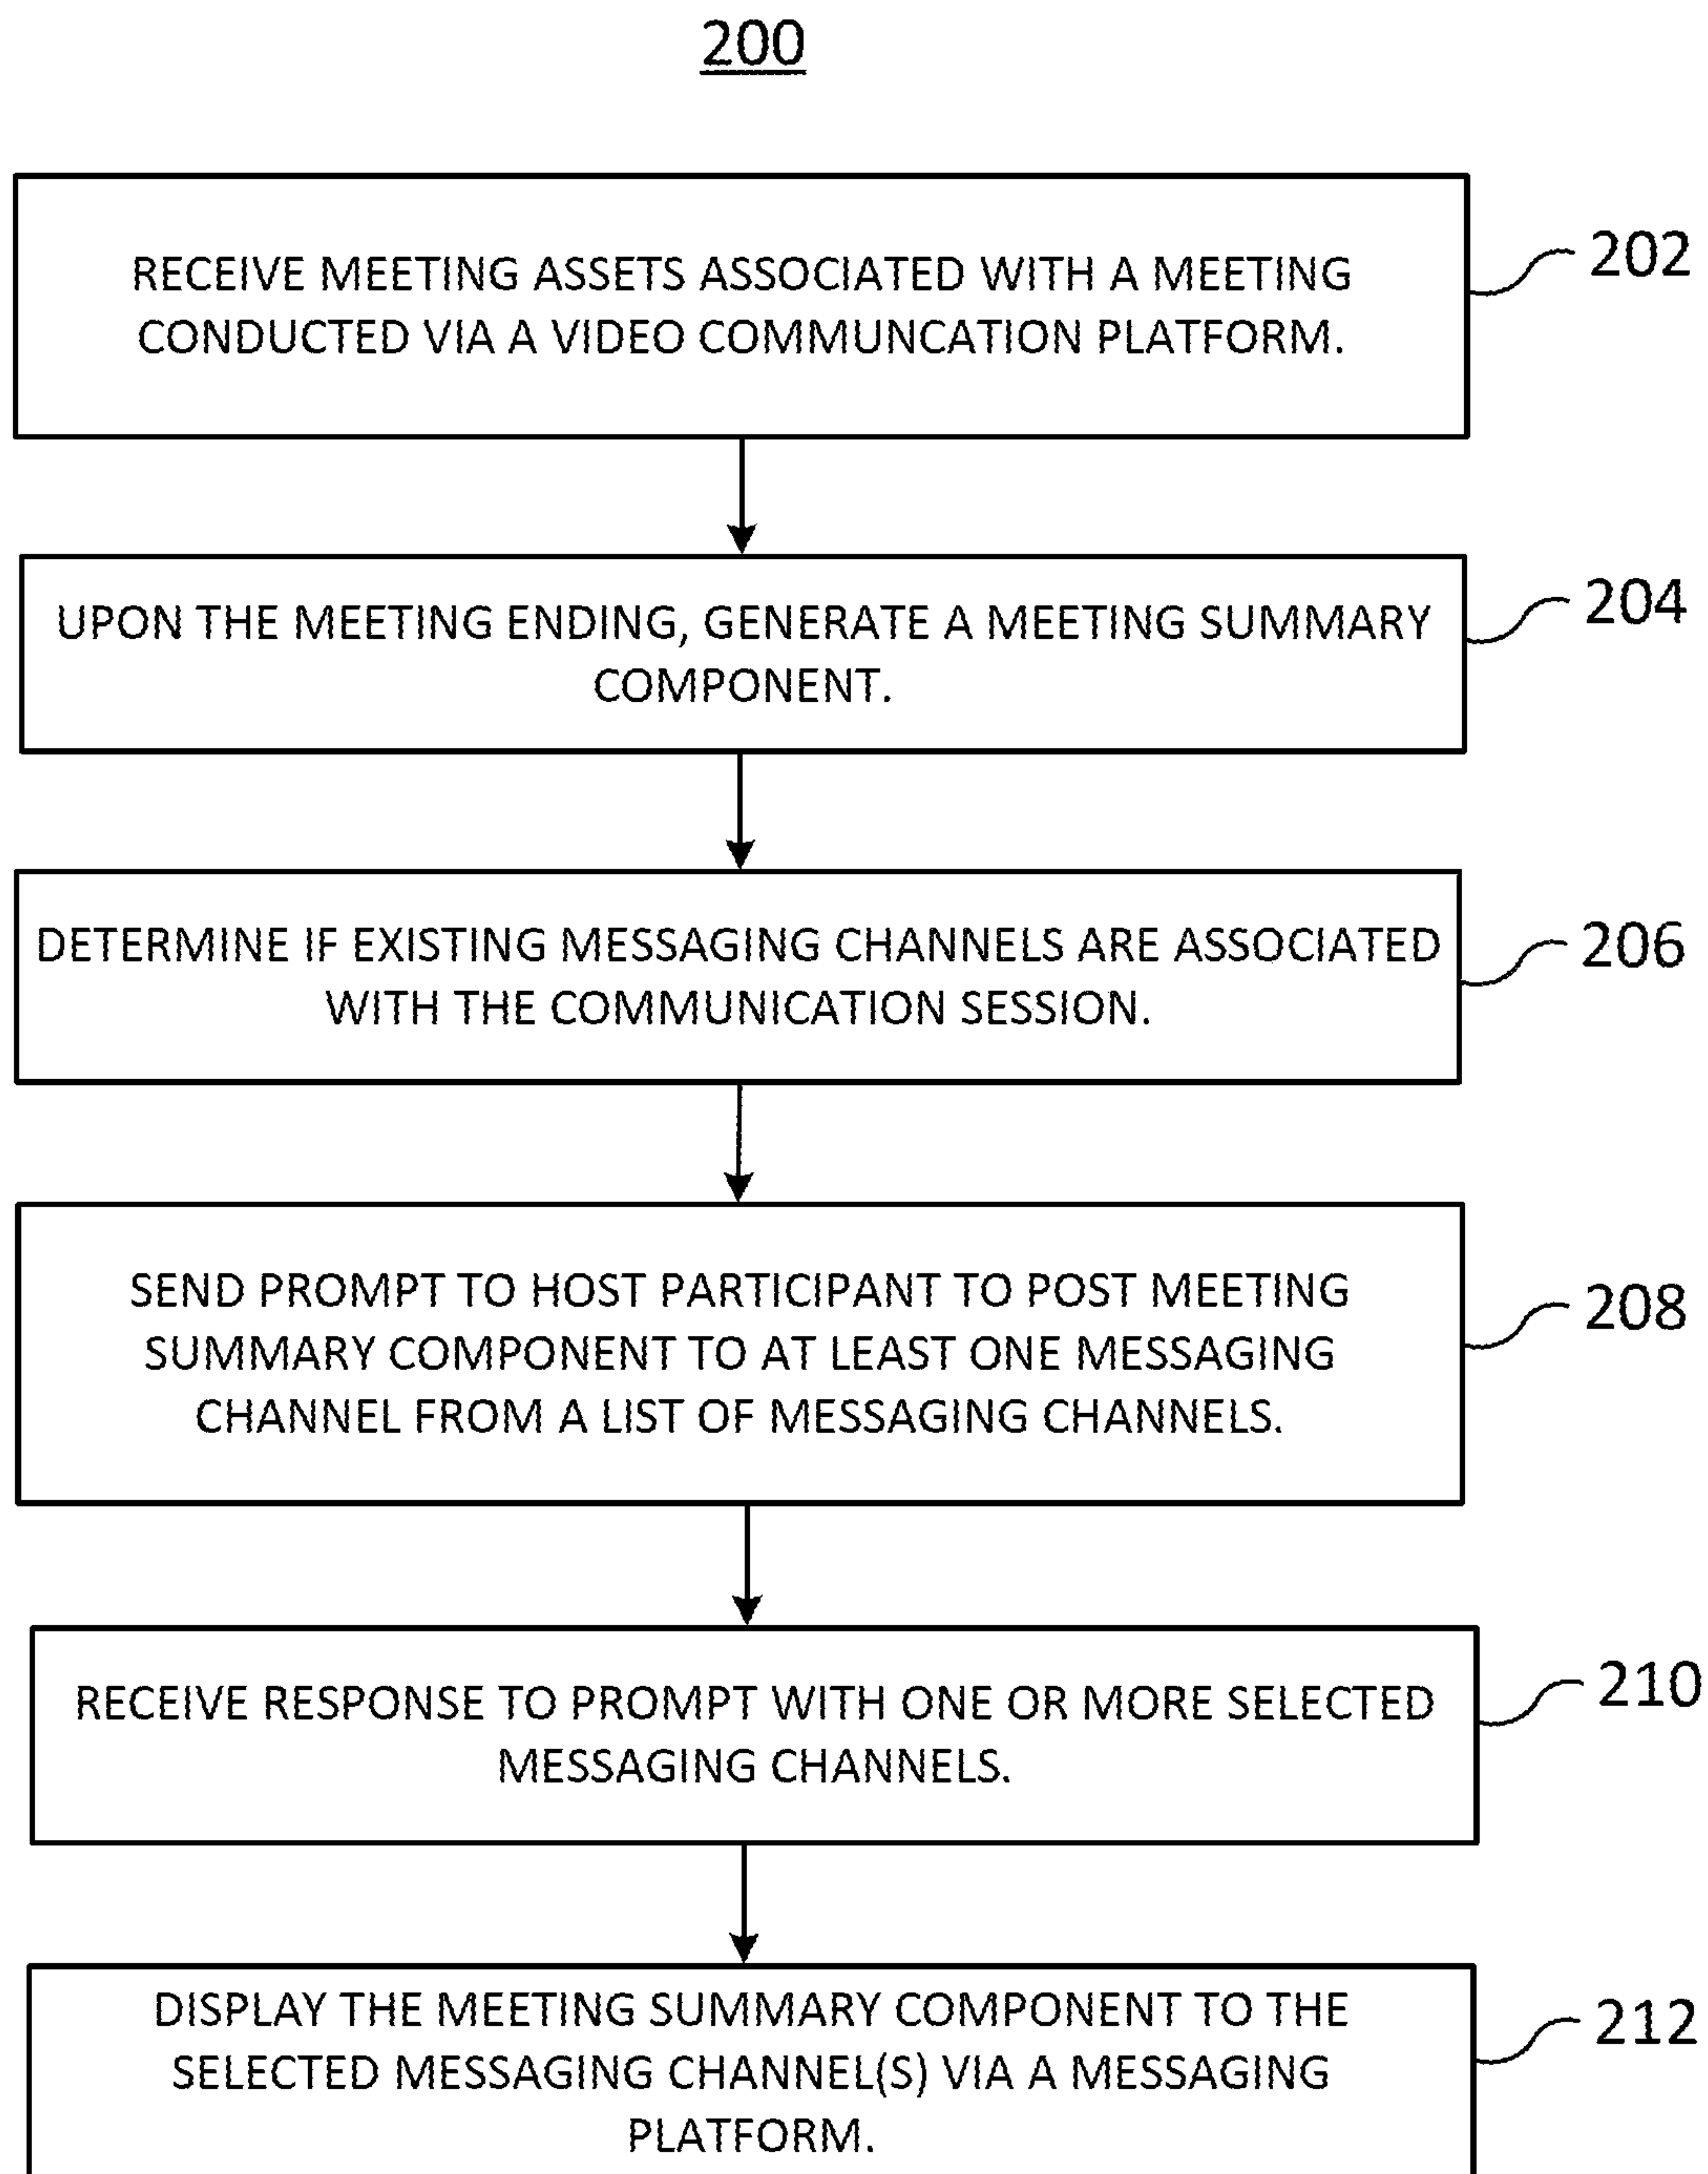 200
RECEIVE MEETING ASSETS ASSOCIATED WITH A MEETING
CONDUCTED VIA A VIDEO COMMUNCATION PLATFORM.
202
UPON THE MEETING ENDING, GENERATE A MEETING SUMMARY
COMPONENT.
204
DETERMINE IF EXISTING MESSAGING CHANNELS ARE ASSOCIATED
WITH THE COMMUNICATION SESSION.
206
SEND PROMPT TO HOST PARTICIPANT TO POST MEETING
SUMMARY COMPONENT TO AT LEAST ONE MESSAGING
CHANNEL FROM A LIST OF MESSAGING CHANNELS.
208
RECEIVE RESPONSE TO PROMPT WITH ONE OR MORE SELECTED
MESSAGING CHANNELS.
210
DISPLAY THE MEETING SUMMARY COMPONENT TO THE
SELECTED MESSAGING CHANNEL(S) VIA A MESSAGING
PLATFORM.
212